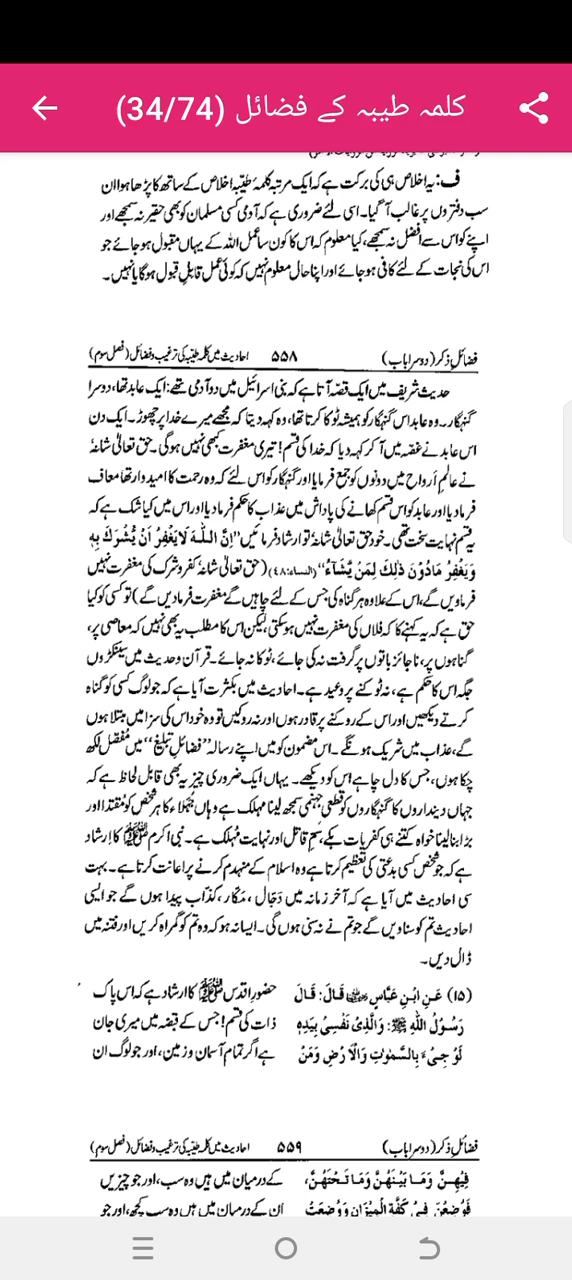 کلمہ طیبہ کے فضائل (34/74)
ف: یہ اخلاص ہی کی برکت ہے کہ ایک مرتبہ کلمۂ طیّبہ اخلاص کے ساتھ کا پڑھا ہوا ان
سب دفتروں پر غالب آگیا۔ اسی لئے ضروری ہے کہ آدمی کسی مسلمان کو بھی حقیر نہ سمجھے اور
اپنے کو اس سے افضل نہ سمجھے، کیا معلوم کہ اس کا کون سا عمل اللہ کے یہاں مقبول ہو جائے جو
اس کی نجات کے لئے کافی ہو جائے اور اپنا حال معلوم نہیں کہ کوئی عمل قابلِ قبول ہوگا یا نہیں۔
فضائل ذکر (دوسرا باب) ۵۵۸ احادیث میں کلمہ طیبہ کی ترغیب و فضائل (فصل سوم)
حدیث شریف میں ایک قصّہ آتا ہے کہ بنی اسرائیل میں دو آدمی تھے: ایک عابد تھا، دوسرا
گنہگار۔ وہ عابد اس گنہگار کو ہمیشہ ٹوکا کرتا تھا، وہ کہہ دیتا کہ مجھے میرے خدا پر چھوڑ۔ ایک دن
اس عابد نے غصّہ میں آکر کہہ دیا کہ خدا کی قسم! تیری مغفرت کبھی نہیں ہوگی۔ حق تعالیٰ شانہٗ
نے عالمِ اَرواح میں دونوں کو جمع فرمایا اور گنہگار کو اس لئے کہ وہ رحمت کا امیدوار تھا معاف
فرما دیا اور عابد کو اس قسم کھانے کی پاداش میں عذاب کا حکم فرما دیا اور اس میں کیا شک ہے کہ
یہ قسم نہایت سخت تھی۔ خود حق تعالیٰ شانہٗ تو ارشاد فرمائیں ”اِنَّ اللّٰهَ لَا يَغْفِرُ اَنْ يُّشْرَكَ بِهٖ
وَيَغْفِرُ مَادُوْنَ ذٰلِكَ لِمَنْ يَّشَآءُ“ (النساء:۴۸) (حق تعالیٰ شانہٗ کفر و شرک کی مغفرت نہیں
فرماویں گے، اس کے علاوہ ہر گناہ کی جس کے لئے چاہیں گے مغفرت فرمادیں گے) تو کسی کو کیا
حق ہے کہ یہ کہنے کا کہ فلاں کی مغفرت نہیں ہو سکتی، لیکن اس کا مطلب یہ بھی نہیں کہ معاصی پر،
گناہوں پر، ناجائز باتوں پر گرفت نہ کی جائے، ٹوکا نہ جائے۔ قرآن و حدیث میں سینکڑوں
جگہ اس کا حکم ہے، نہ ٹوکنے پر وعید ہے۔ احادیث میں بکثرت آیا ہے کہ جو لوگ کسی کو گناہ
کرتے دیکھیں اور اس کے روکنے پر قادر ہوں اور نہ روکیں تو وہ خود اس کی سزا میں مبتلا ہوں
گے، عذاب میں شریک ہونگے۔ اس مضمون کو میں اپنے رسالہ ”فضائلِ تبلیغ“ میں مُفصّل لکھ
چکا ہوں، جس کا دل چاہے اس کو دیکھے۔ یہاں ایک ضروری چیز یہ بھی قابلِ لحاظ ہے کہ
جہاں دینداروں کا گنہگاروں کو قطعی جہنمی سمجھ لینا مہلک ہے وہاں جُہَلاء کا ہر شخص کو مُقتدا اور
بڑا بنا لینا خواہ کتنے ہی کفریات بکے، سَمِّ قاتل اور نہایت مُہلک ہے۔ نبی اکرم ﷺ کا ارشاد
ہے کہ جو شخص کسی بدعتی کی تعظیم کرتا ہے وہ اسلام کے منہدم کرنے پر اعانت کرتا ہے۔ بہت
سی احادیث میں آیا ہے کہ آخر زمانہ میں دَجّال، مَکّار، کذّاب پیدا ہوں گے جو ایسی
احادیث تم کو سناویں گے جو تم نے نہ سنی ہوں گی۔ ایسا نہ ہو کہ وہ تم کو گمراہ کریں اور فتنہ میں
ڈال دیں۔
(۱۵) عَنِ ابْنِ عَبَّاسٍ ؓ قَالَ: قَالَ حضورِ اقدس ﷺ کا ارشاد ہے کہ اس پاک
رَسُوْلُ اللّٰهِ ﷺ: وَالَّذِيْ نَفْسِيْ بِيَدِهٖ ذات کی قسم! جس کے قبضہ میں میری جان
لَوْ جِيْءَ بِالسَّمٰوٰتِ وَالْاَرْضِ وَمَنْ ہے اگر تمام آسمان و زمین، اور جو لوگ ان
فضائل ذکر (دوسرا باب) ۵۵۹ احادیث میں کلمہ طیبہ کی ترغیب و فضائل (فصل سوم)
فِيْهِنَّ وَمَا بَيْنَهُنَّ وَمَا تَحْتَهُنَّ، کے درمیان میں ہیں وہ سب، اور جو چیزیں
فَوُضِعْنَ فِيْ كَفَّةِ الْمِيْزَانِ وَوُضِعَتْ اُن کے درمیان میں ہیں وہ سب کچھ، اور جو